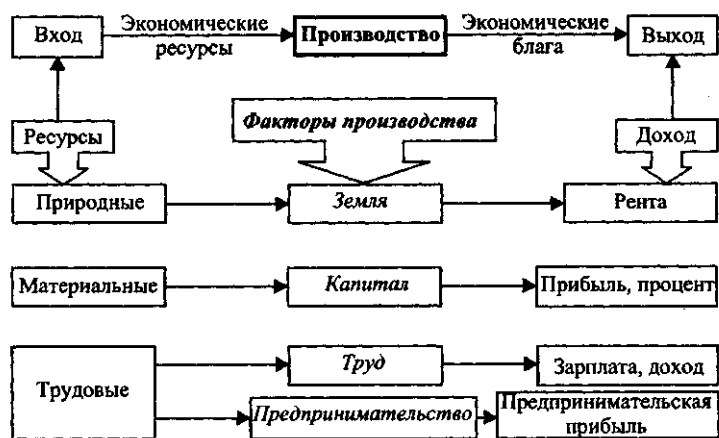 Вход
Экономические
ресурсы
Производство
Экономические
блага
Выход
Ресурсы
Факторы производства
Доход
Природные
Земля
Рента
Материальные
Капитал
Прибыль, процент
Трудовые
Труд
Зарплата, доход
Предпринимательство
Предпринимательская
прибыль